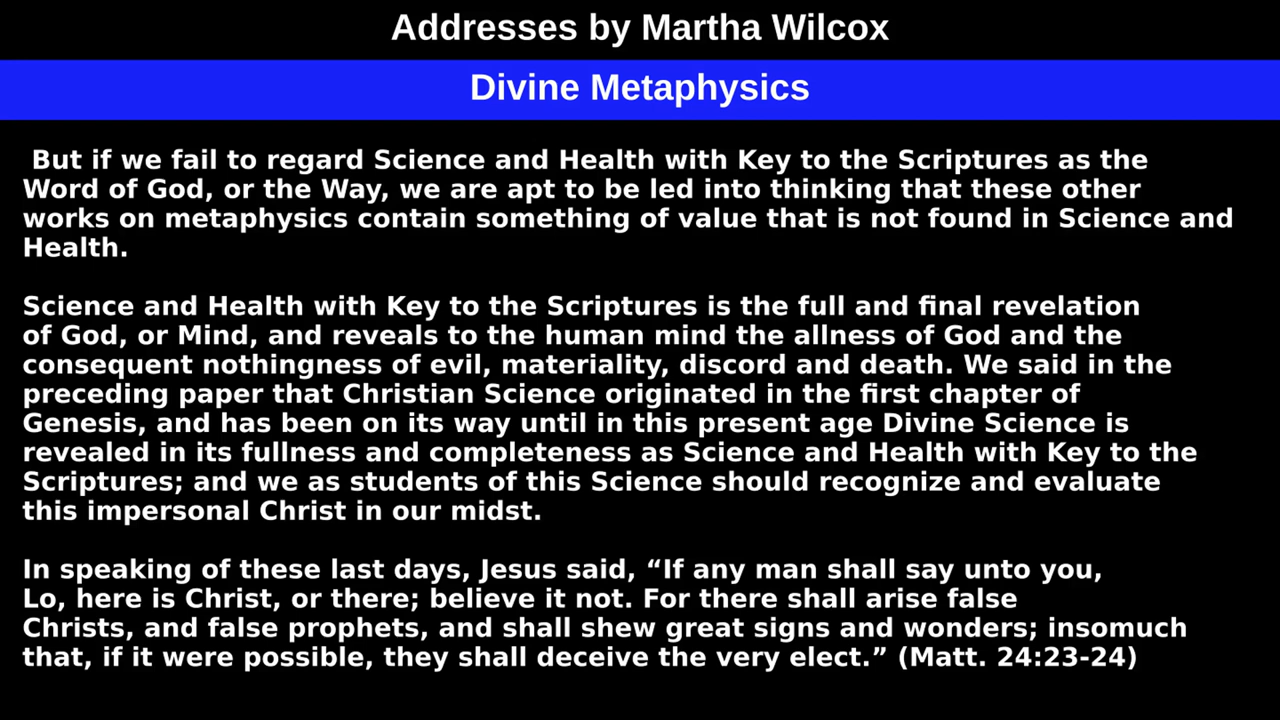 Addresses by Martha Wilcox
Divine Metaphysics
But if we fail to regard Science and Health with Key to the Scriptures as the
Word of God, or the Way, we are apt to be led into thinking that these other
works on metaphysics contain something of value that is not found in Science and
Health.
Science and Health with Key to the Scriptures is the full and final revelation
of God, or Mind, and reveals to the human mind the allness of God and the
consequent nothingness of evil, materiality, discord and death. We said in the
preceding paper that Christian Science originated in the first chapter of
Genesis, and has been on its way until in this present age Divine Science is
revealed in its fullness and completeness as Science and Health with Key to the
Scriptures; and we as students of this Science should recognize and evaluate
this impersonal Christ in our midst.
In speaking of these last days, Jesus said, “If any man shall say unto you,
Lo, here is Christ, or there; believe it not. For there shall arise false
Christs, and false prophets, and shall shew great signs and wonders; insomuch
that, if it were possible, they shall deceive the very elect.” (Matt. 24:23-24)